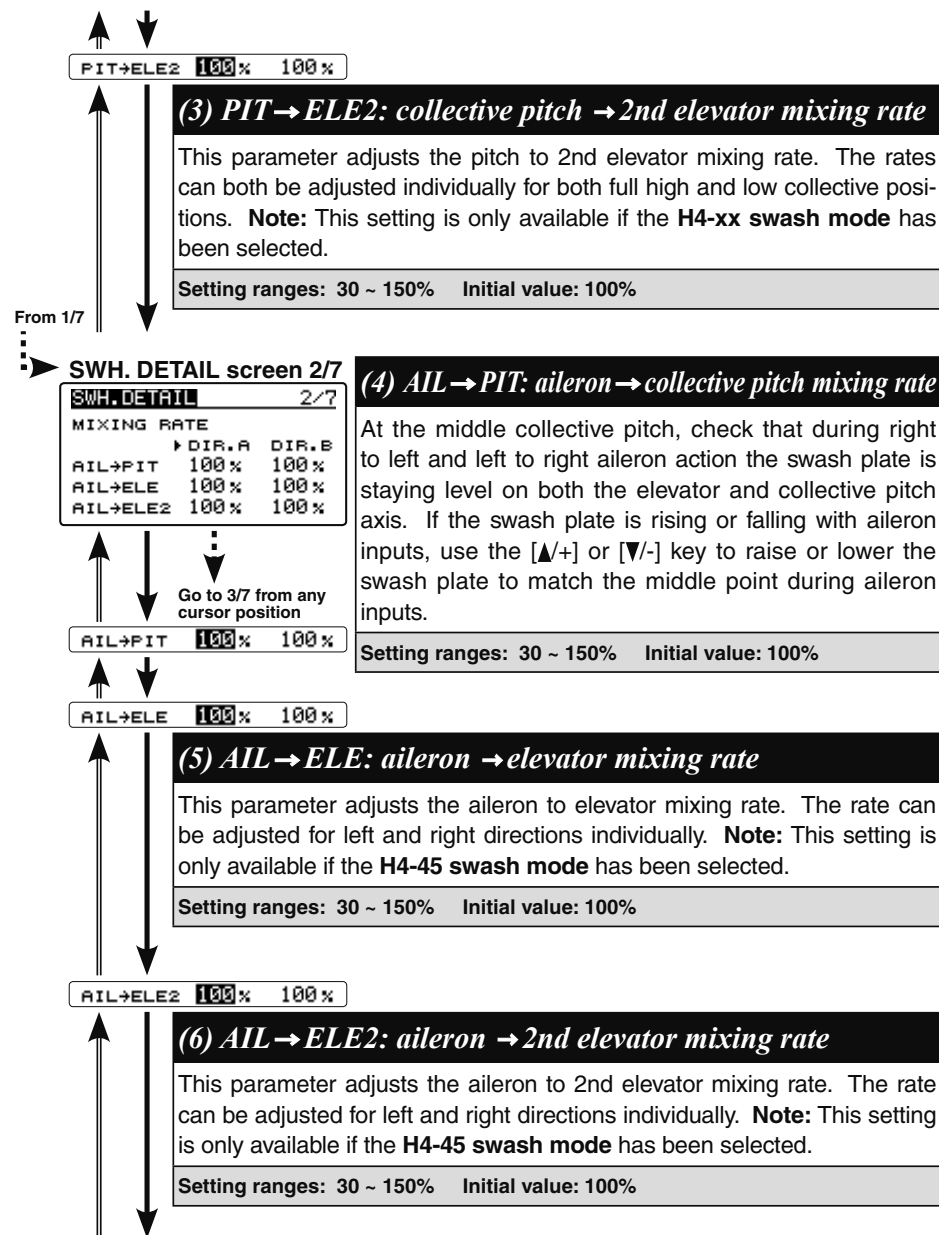 PIT→ELE2 100% 100%
(3) PIT→ELE2: collective pitch →2nd elevator mixing rate
This parameter adjusts the pitch to 2nd elevator mixing rate. The rates
can both be adjusted individually for both full high and low collective posi-
tions. Note: This setting is only available if the H4-xx swash mode has
been selected.
Setting ranges: 30 ~ 150% Initial value: 100%
From 1/7
SWH. DETAIL screen 2/7
SWH.DETAIL 2/7
MIXING RATE
▶DIR.A DIR.B
AIL→PIT 100% 100%
AIL→ELE 100% 100%
AIL→ELE2 100% 100%
Go to 3/7 from any
cursor position
(4) AIL→PIT: aileron→collective pitch mixing rate
At the middle collective pitch, check that during right
to left and left to right aileron action the swash plate is
staying level on both the elevator and collective pitch
axis. If the swash plate is rising or falling with aileron
inputs, use the [▲/+] or [▼/-] key to raise or lower the
swash plate to match the middle point during aileron
inputs.
Setting ranges: 30 ~ 150% Initial value: 100%
AIL→PIT 100% 100%
AIL→ELE 100% 100%
(5) AIL→ELE: aileron →elevator mixing rate
This parameter adjusts the aileron to elevator mixing rate. The rate can
be adjusted for left and right directions individually. Note: This setting is
only available if the H4-45 swash mode has been selected.
Setting ranges: 30 ~ 150% Initial value: 100%
AIL→ELE2 100% 100%
(6) AIL→ELE2: aileron →2nd elevator mixing rate
This parameter adjusts the aileron to 2nd elevator mixing rate. The rate
can be adjusted for left and right directions individually. Note: This setting
is only available if the H4-45 swash mode has been selected.
Setting ranges: 30 ~ 150% Initial value: 100%